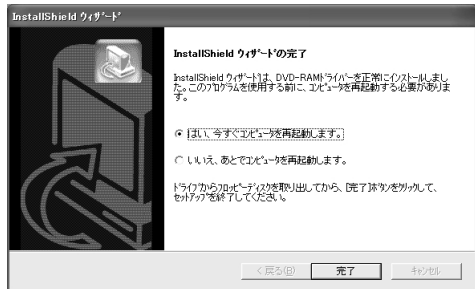 InstallShield ウィザード
InstallShield ウィザードの完了
InstallShield ウィザードは、DVD-RAMドライバーを正常にインストールしまし
た。このプログラムを使用する前に、コンピュータを再起動する必要がありま
す。
はい、今すぐコンピュータを再起動します。
いいえ、あとでコンピュータを再起動します。
ドライブからフロッピーディスクを取り出してから、[完了]ボタンをクリックして、
セットアップを終了してください。
< 戻る(B)
完了
キャンセル